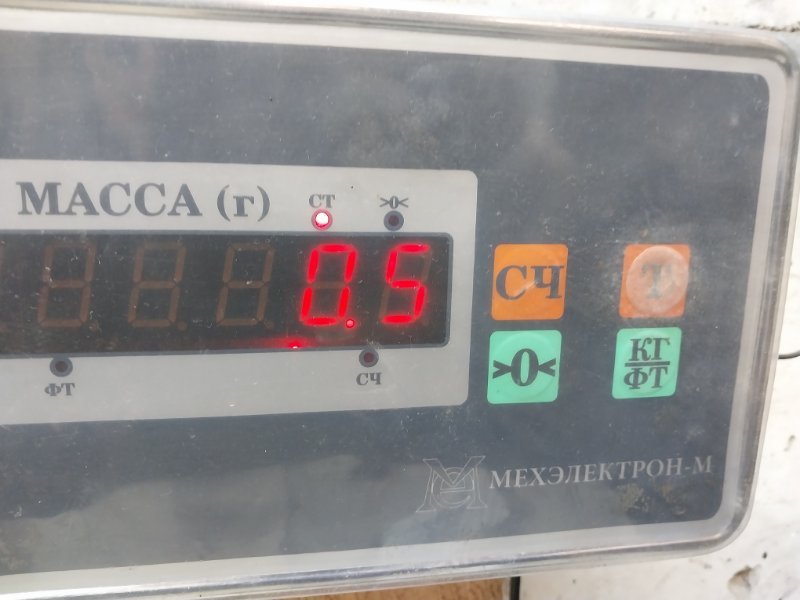 МАССА (г)
СТ
>0<
0.5
ФТ
СЧ
СЧ
Т
>0<
КГ
ФТ
МЕХЭЛЕКТРОН-М